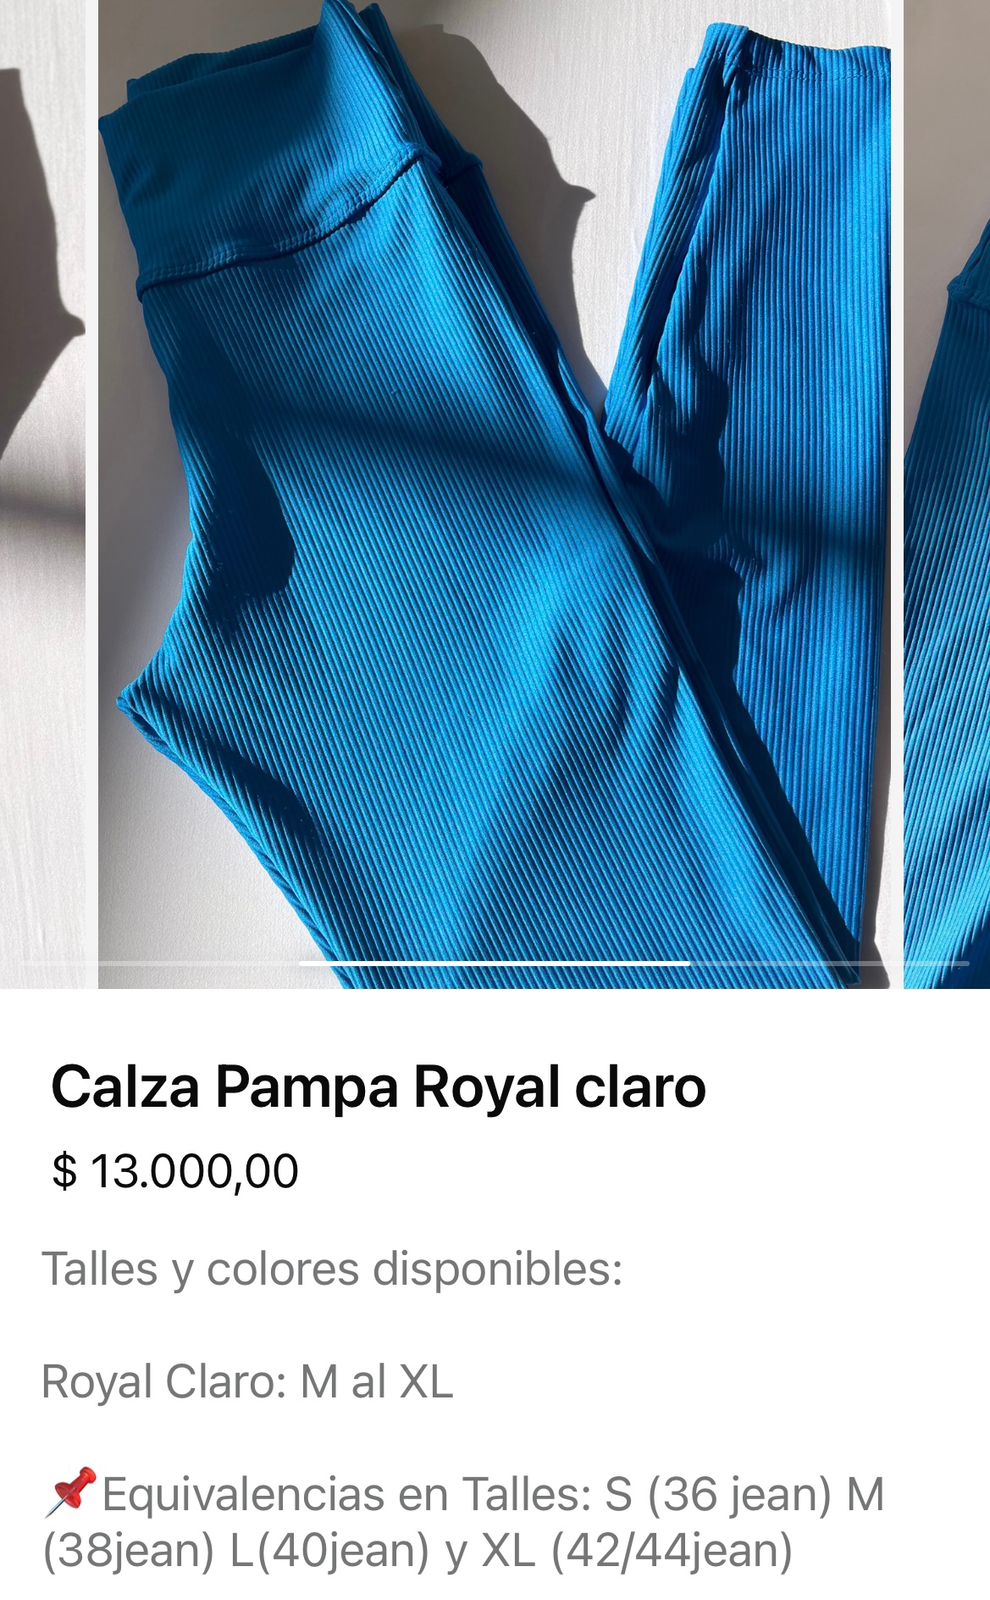 Calza Pampa Royal claro
$ 13.000,00
Talles y colores disponibles:
Royal Claro: M al XL
📌Equivalencias en Talles: S (36 jean) M
(38jean) L(40jean) y XL (42/44jean)